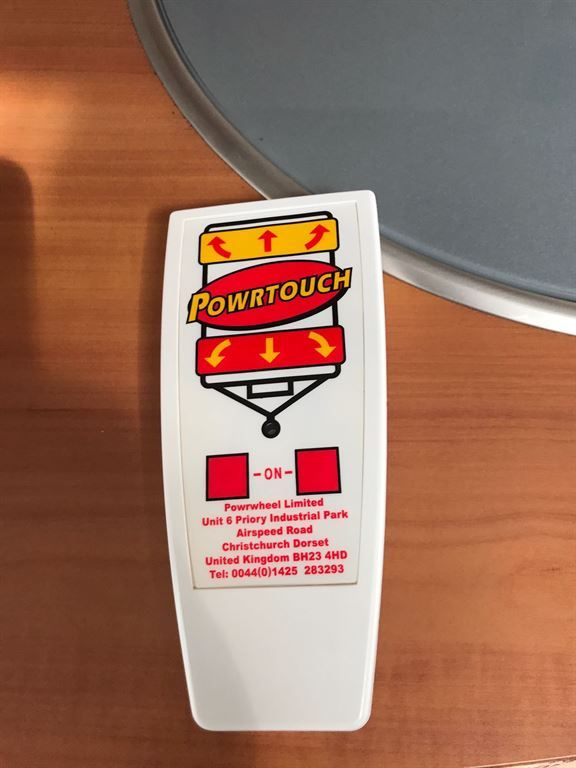 POWRTOUCH
-ON-
Powrwheel Limited
Unit 6 Priory Industrial Park
Airspeed Road
Christchurch Dorset
United Kingdom BH23 4HD
Tel: 0044(0)1425 283293